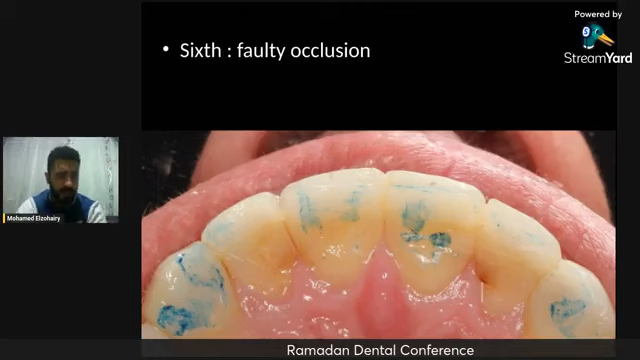 Powered by
StreamYard
• Sixth : faulty occlusion
Mohamed Elzohairy
Ramadan Dental Conference